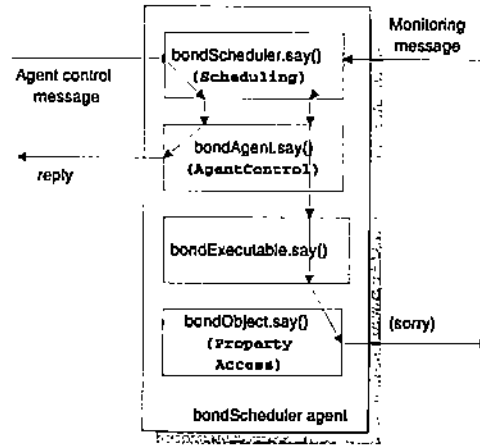 Monitoring
message
bondScheduler.say()
(Scheduling)
Agent control
message
bondAgent.say()
(AgentControl)
reply
bondExecutable.say()
bondObject.say()
(Property
Access)
(sorry)
bondScheduler agent